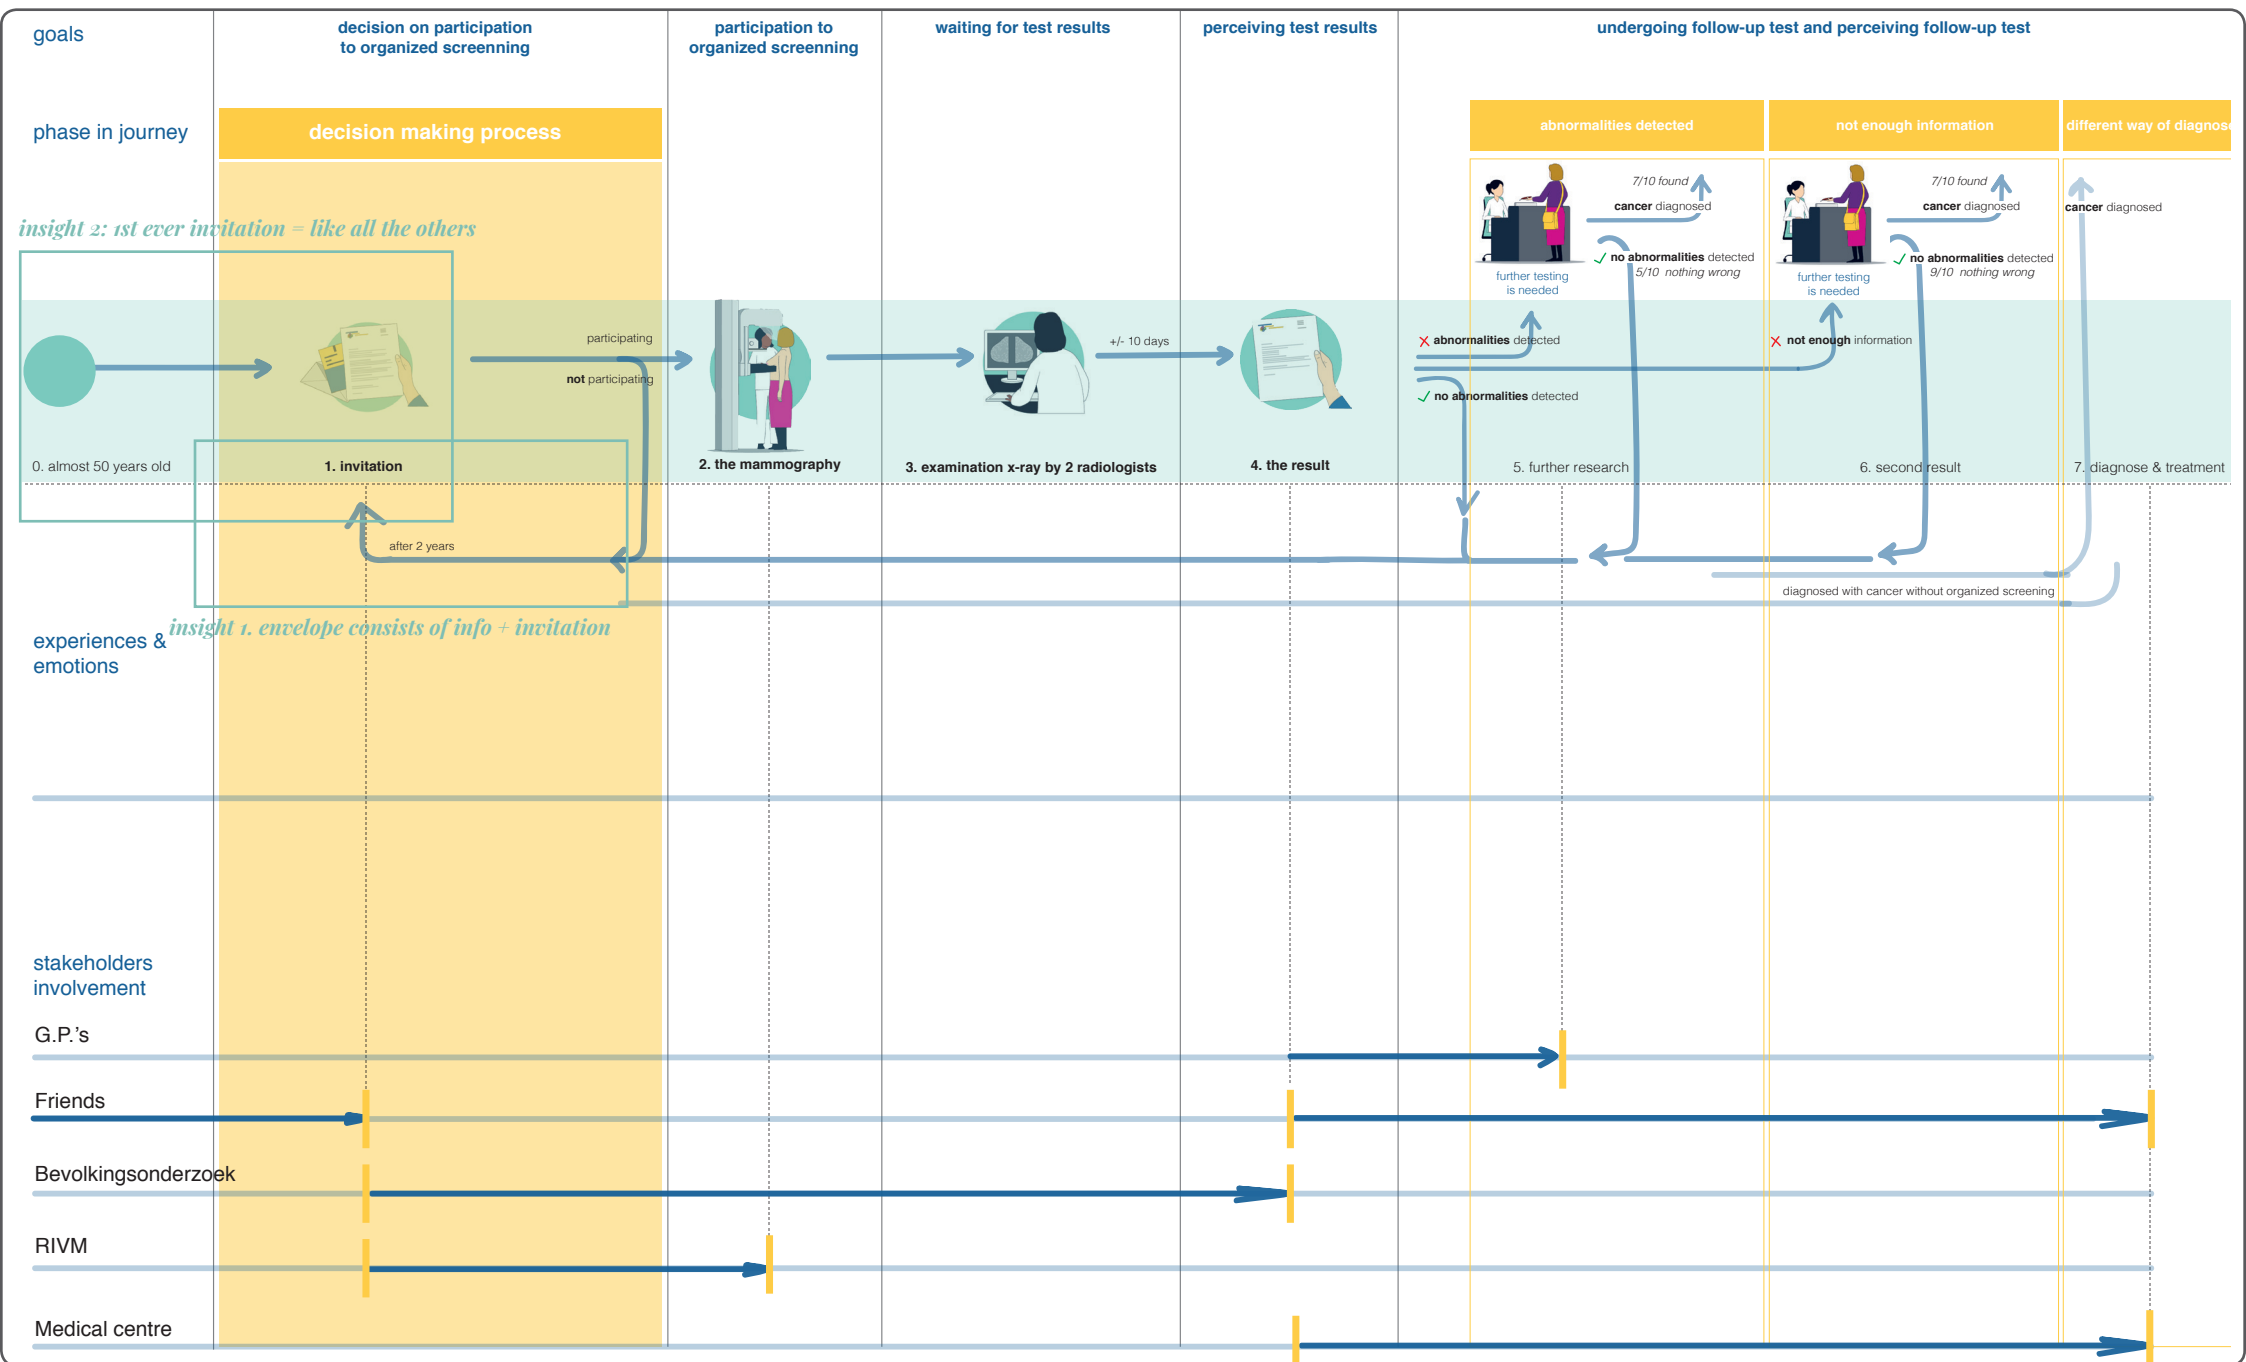 goals
decision on participation
to organized screenning
participation to
organized screenning
waiting for test results
perceiving test results
undergoing follow-up test and perceiving follow-up test
phase in journey
decision making process
abnormalities detected
not enough information
different way of diagnose
7/10 found
cancer diagnosed
no abnormalities detected
5/10 nothing wrong
further testing
is needed
7/10 found
cancer diagnosed
no abnormalities detected
9/10 nothing wrong
further testing
is needed
cancer diagnosed
insight 2: 1st ever invitation = like all the others
participating
not participating
+/- 10 days
abnormalities detected
not enough information
no abnormalities detected
0. almost 50 years old
1. invitation
2. the mammography
3. examination x-ray by 2 radiologists
4. the result
5. further research
6. second result
7. diagnose & treatment
after 2 years
diagnosed with cancer without organized screening
insight 1. envelope consists of info + invitation
experiences &
emotions
stakeholders
involvement
G.P.'s
Friends
Bevolkingsonderzoek
RIVM
Medical centre